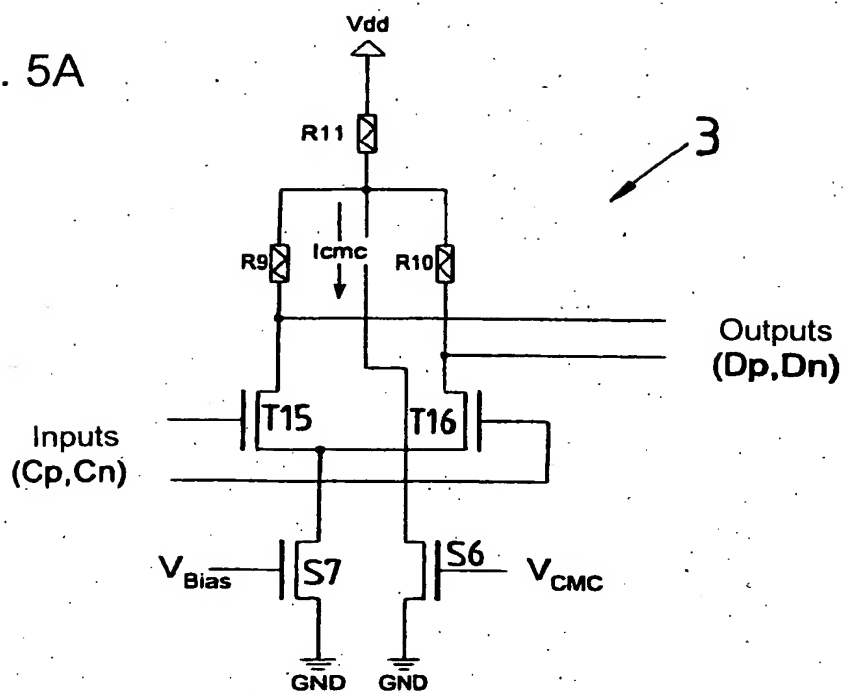 . 5A
Vdd
R11
3
R9
Icmc
R10
Outputs
(Dp,Dn)
T15
T16
Inputs
(Cp,Cn)
VBias
S7
S6
VCMC
GND
GND